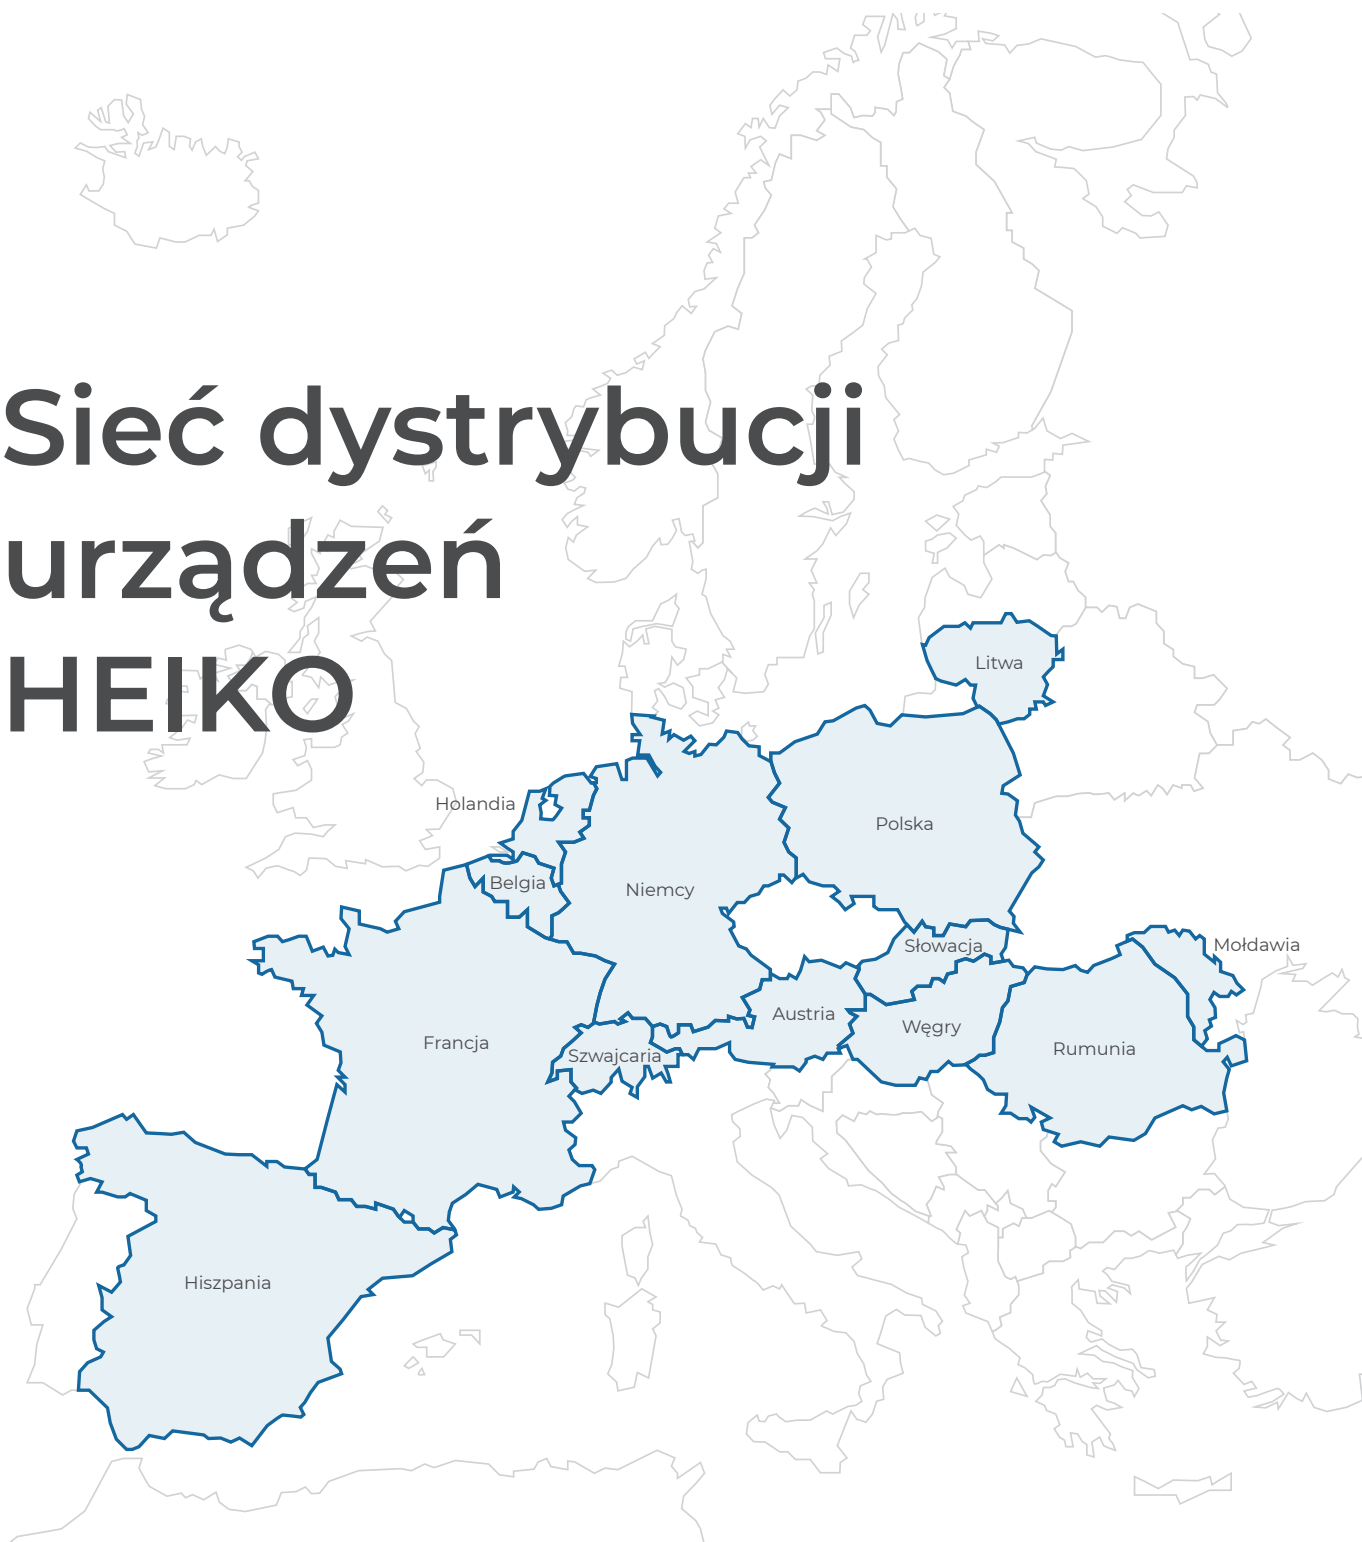 Sieć dystrybucji
urządzeń
HEIKO
Litwa
Holandia
Polska
Belgia
Niemcy
Słowacja
Mołdawia
Austria
Węgry
Francja
Szwajcaria
Rumunia
Hiszpania